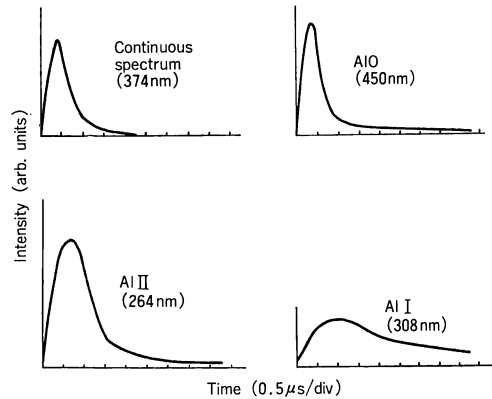 Continuous
spectrum
(374nm)
AlO
(450nm)
Intensity (arb. units)
Al II
(264nm)
Al I
(308nm)
Time (0.5μs/div)